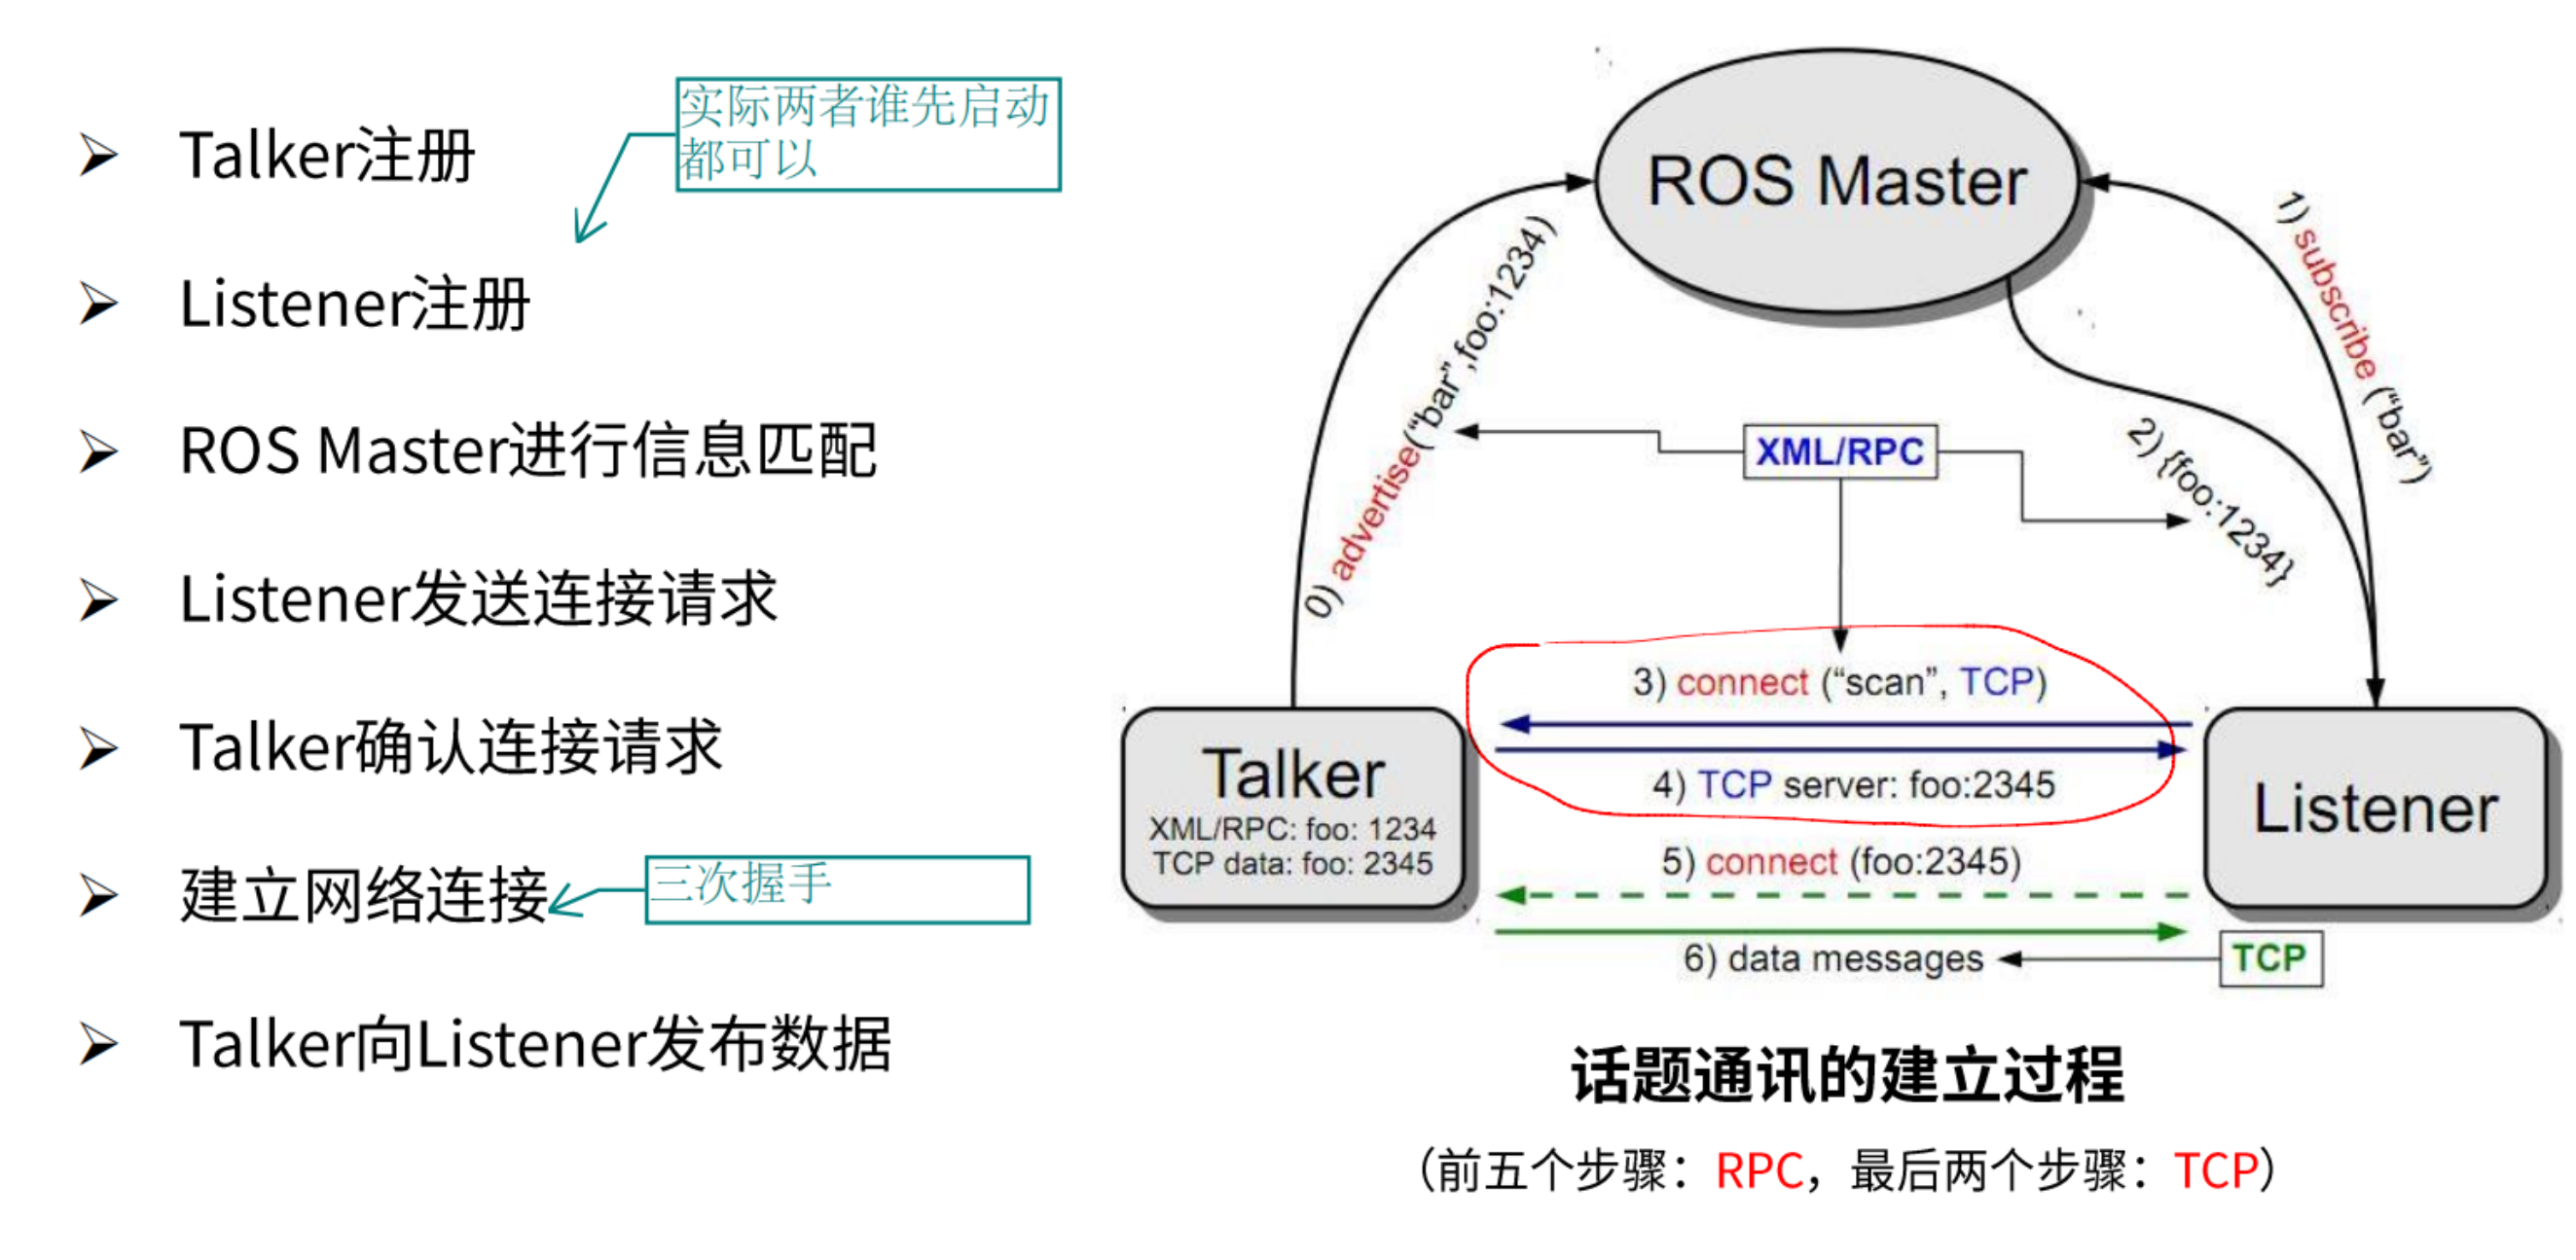 Talker注册
实际两者谁先启动
都可以
Listener注册
ROS Master进行信息匹配
Listener发送连接请求
Talker确认连接请求
建立网络连接
三次握手
Talker向Listener发布数据
ROS Master
0) advertise(“bar”,foo:1234)
1) subscribe (“bar”)
2) {foo:1234}
XML/RPC
3) connect (“scan”, TCP)
4) TCP server: foo:2345
Talker
XML/RPC: foo: 1234
TCP data: foo: 2345
Listener
5) connect (foo:2345)
6) data messages
TCP
话题通讯的建立过程
（前五个步骤：RPC，最后两个步骤：TCP）